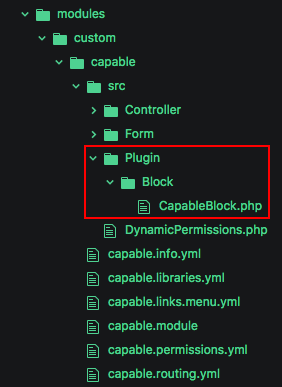 modules
custom
capable
src
Controller
Form
Plugin
Block
CapableBlock.php
DynamicPermissions.php
capable.info.yml
capable.libraries.yml
capable.links.menu.yml
capable.module
capable.permissions.yml
capable.routing.yml